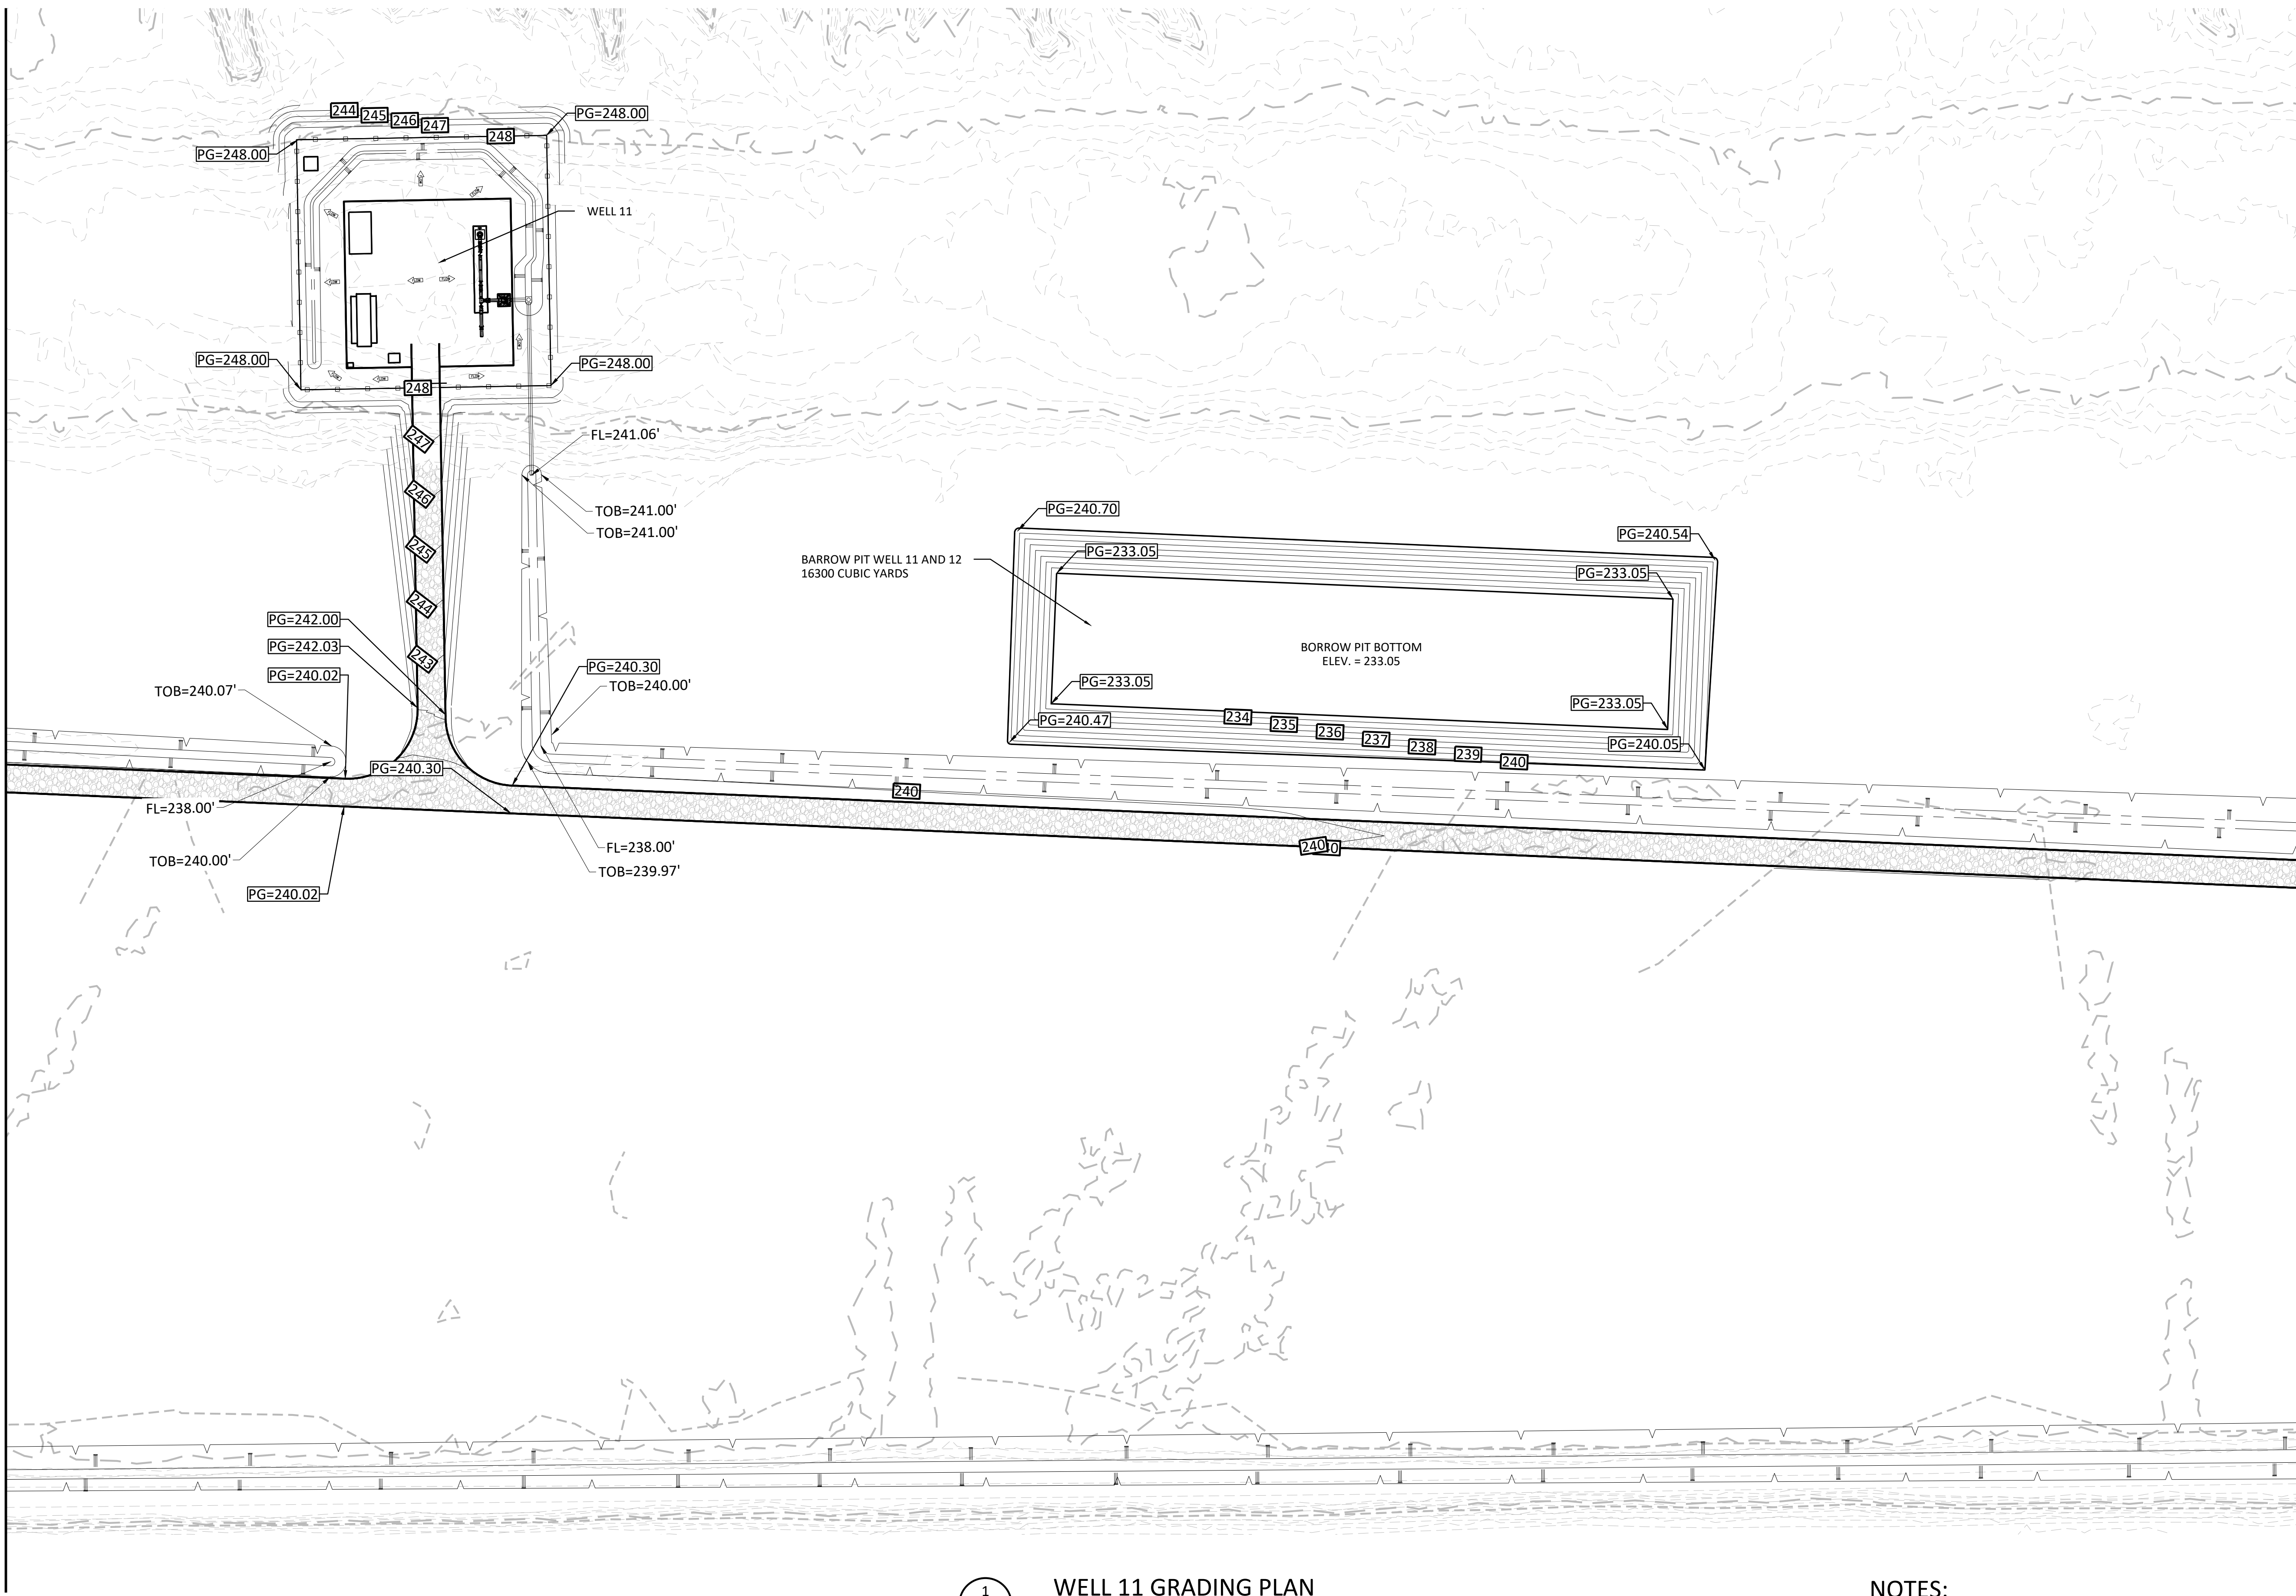 244
245
246
247
248
PG=248.00
PG=248.00
WELL 11
PG=248.00
PG=248.00
248
247
246
245
244
243
FL=241.06'
TOB=241.00'
TOB=241.00'
PG=242.00
PG=242.03
PG=240.02
TOB=240.07'
PG=240.30
TOB=240.00'
PG=240.30
FL=238.00'
TOB=240.00'
PG=240.02
FL=238.00'
TOB=239.97'
240
BARROW PIT WELL 11 AND 12
16300 CUBIC YARDS
PG=240.70
PG=240.54
PG=233.05
PG=233.05
BORROW PIT BOTTOM
ELEV. = 233.05
PG=233.05
PG=233.05
PG=240.47
PG=240.05
234
235
236
237
238
239
240
240
1
WELL 11 GRADING PLAN
NOTES: